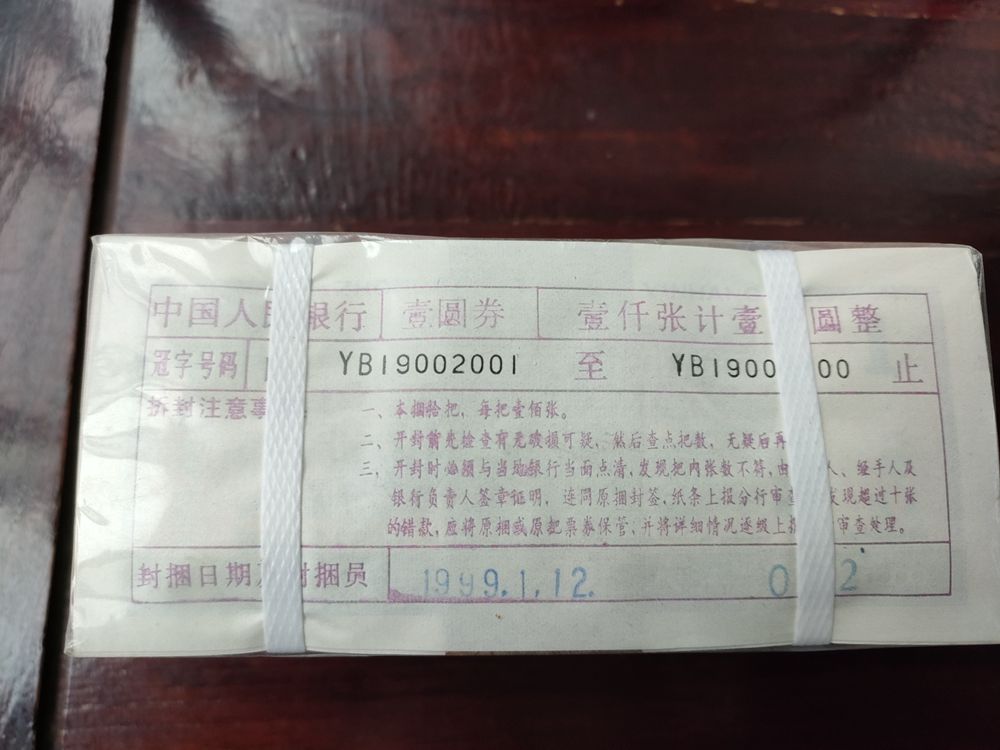 中国人民银行 壹圆券 壹仟张计壹 圆整
冠字号码 YB19002001 至 YB1900 00 止
拆封注意事
一、本捆拾把，每把壹佰张。
二、开封前先检查有无破损可疑，然后查点把数，无疑后再
三、开封时必须与当地银行当面点清，发现把内张数不符，由 人、经手人及
银行负责人签章证明，连同原捆封签，纸条上报分行审 发现超过十张
的错款，应将原捆或原把票券保管；并将详细情况逐级上 审查处理。
封捆日期 封捆员 1999.1.12. 0 2